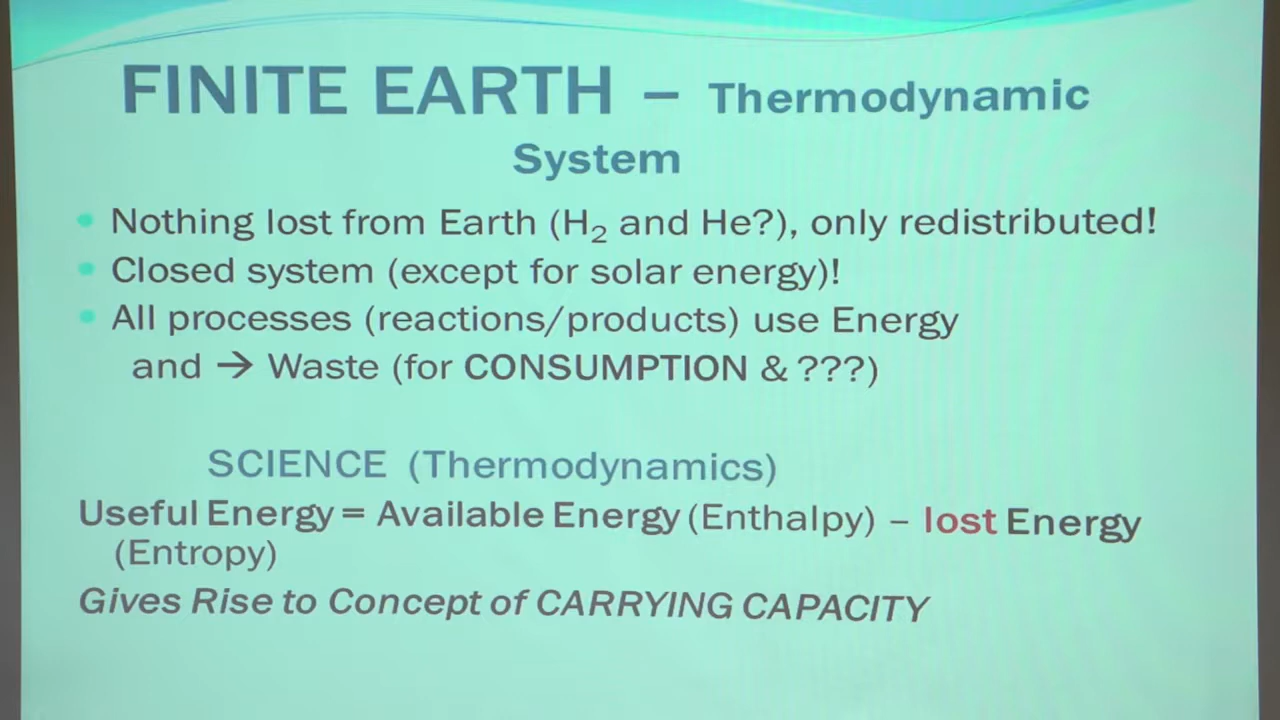 FINITE EARTH – Thermodynamic
System
• Nothing lost from Earth (H₂ and He?), only redistributed!
• Closed system (except for solar energy)!
• All processes (reactions/products) use Energy
and → Waste (for CONSUMPTION & ???)
SCIENCE (Thermodynamics)
Useful Energy = Available Energy (Enthalpy) – lost Energy
(Entropy)
Gives Rise to Concept of CARRYING CAPACITY